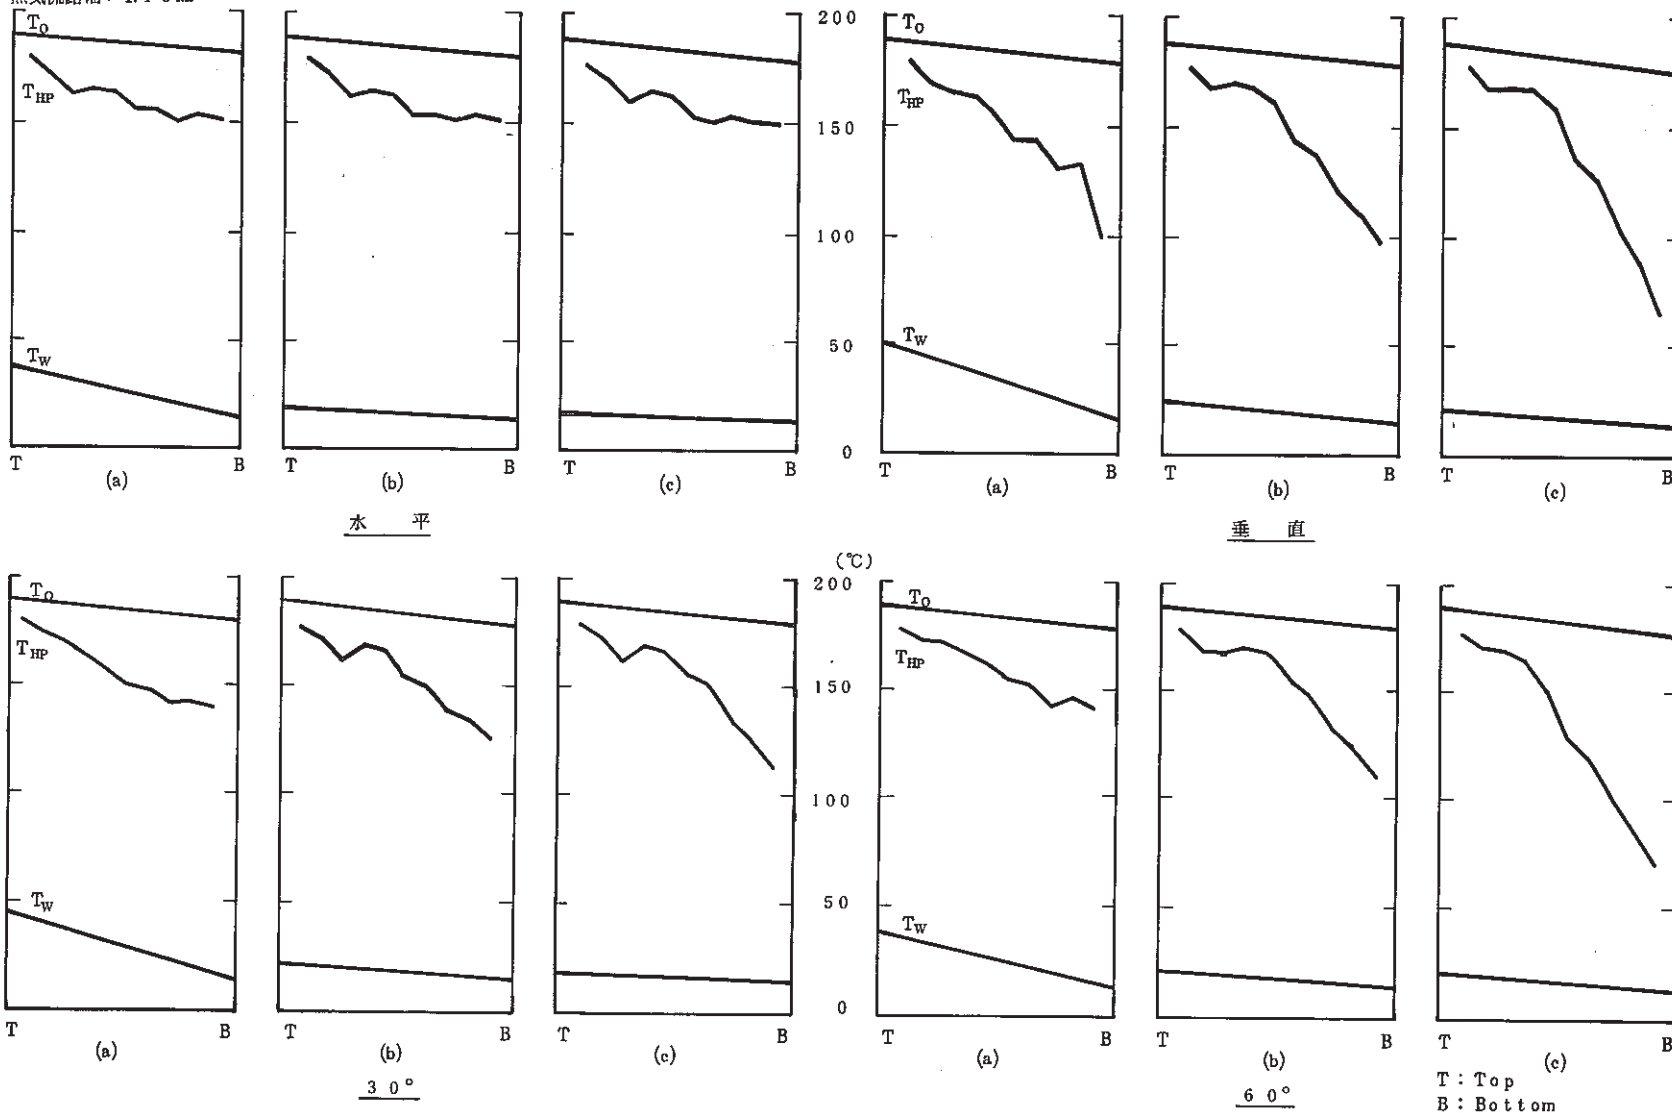 T_O
T_HP
T_W
T B
(a)
T B
(b)
T B
(c)
水 平
200
150
100
50
0
T_O
T_HP
T_W
T B
(a)
T B
(b)
T B
(c)
垂 直
T_O
T_HP
T_W
T B
(a)
T B
(b)
T B
(c)
30°
(℃)
200
150
100
50
0
T_O
T_HP
T_W
T B
(a)
T B
(b)
T B
(c)
60°
T : Top
B : Bottom